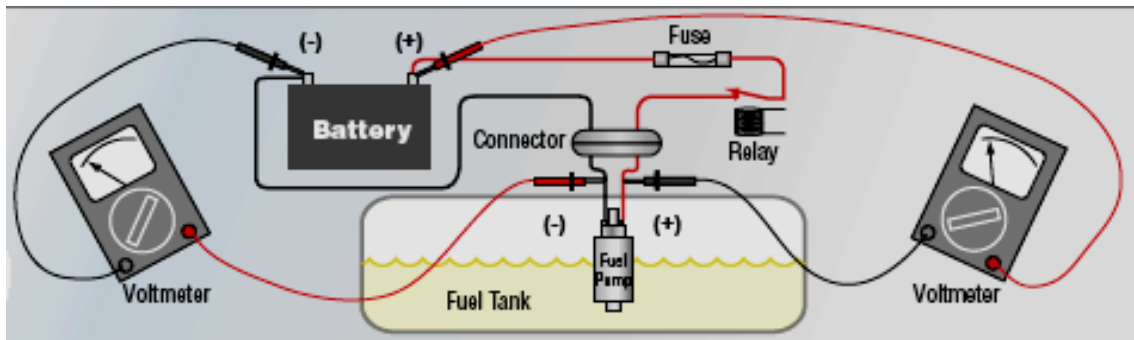 (-)
(+)
Fuse
Battery
Connector
Relay
(-)
(+)
Fuel
Pump
Voltmeter
Fuel Tank
Voltmeter